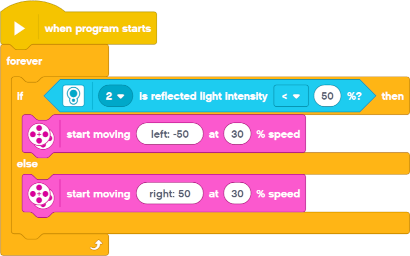 when program starts
forever
if 2 is reflected light intensity < 50 %? then
start moving left: -50 at 30 % speed
else
start moving right: 50 at 30 % speed